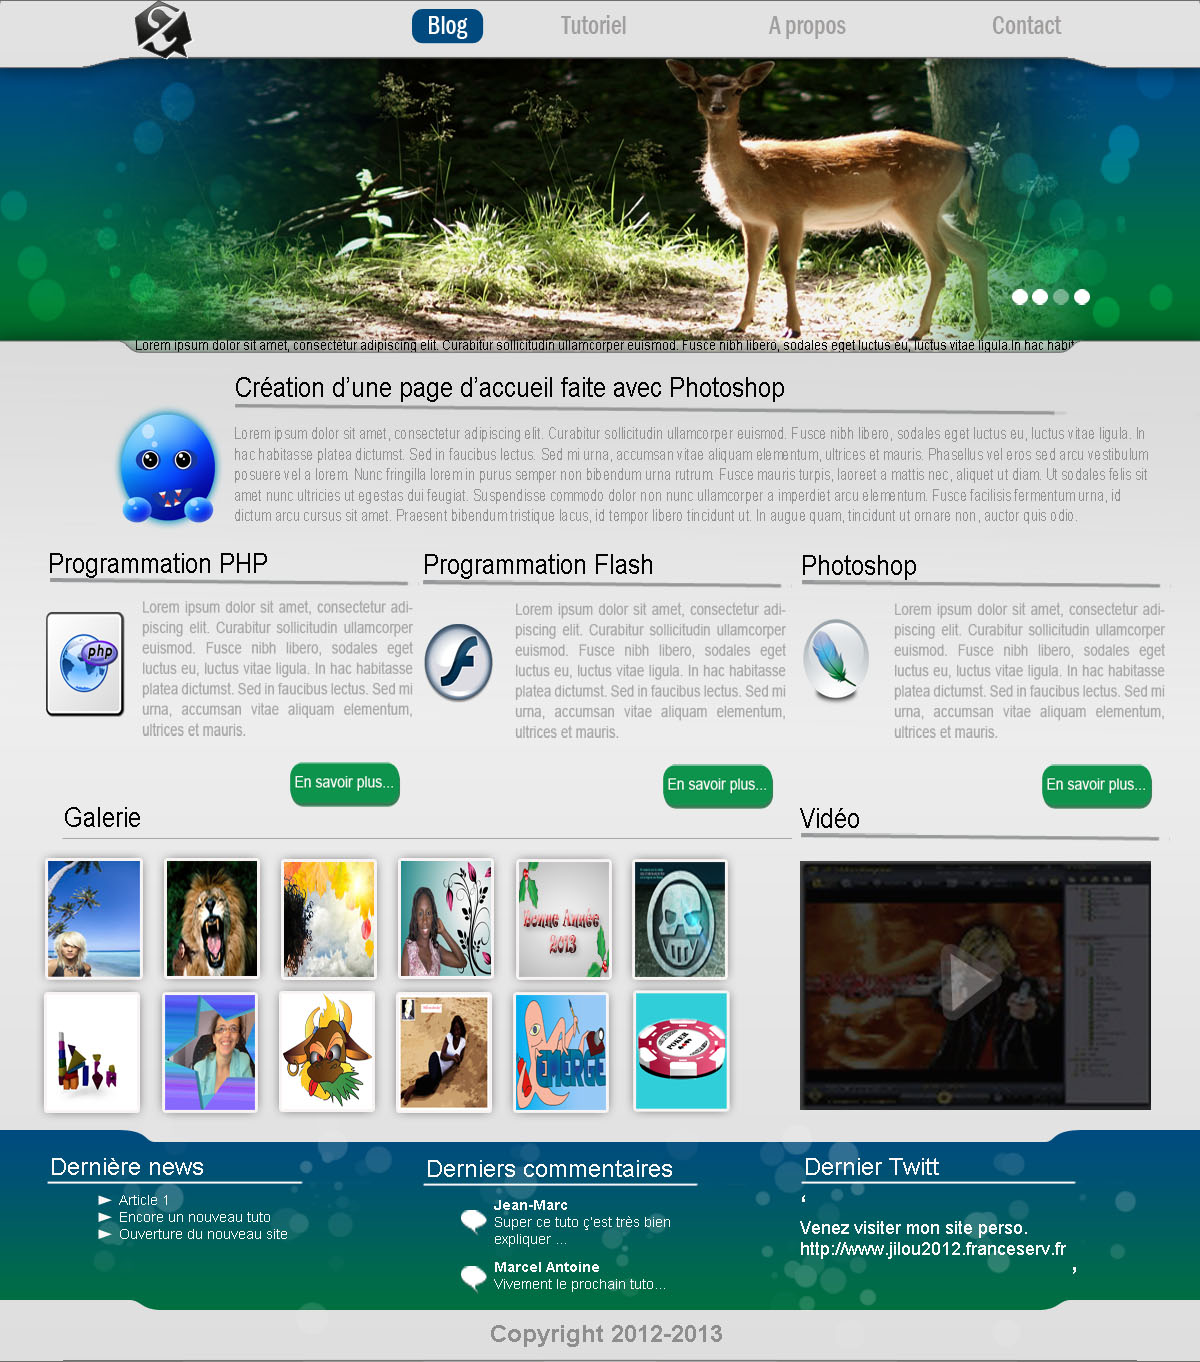 Blog Tutoriel A propos Contact
Lorem ipsum dolor sit amet, consectetur adipiscing elit. Curabitur sollicitudin ullamcorper euismod. Fusce nibh libero, sodales eget luctus eu, luctus vitae ligula.In hac habit
Création d’une page d’accueil faite avec Photoshop
Lorem ipsum dolor sit amet, consectetur adipiscing elit. Curabitur sollicitudin ullamcorper euismod. Fusce nibh libero, sodales eget luctus eu, luctus vitae ligula. In
hac habitasse platea dictumst. Sed in faucibus lectus. Sed mi urna, accumsan vitae aliquam elementum, ultrices et mauris. Phasellus vel eros sed arcu vestibulum
posuere vel a lorem. Nunc fringilla lorem in purus semper non bibendum urna rutrum. Fusce mauris turpis, laoreet a mattis nec, aliquet ut diam. Ut sodales felis sit
amet nunc ultricies ut egestas dui feugiat. Suspendisse commodo dolor non nunc ullamcorper a imperdiet arcu elementum. Fusce facilisis fermentum urna, id
dictum arcu cursus sit amet. Praesent bibendum tristique lacus, id tempor libero tincidunt ut. In augue quam, tincidunt ut ornare non, auctor quis odio.
Programmation PHP
php
Lorem ipsum dolor sit amet, consectetur adi-
piscing elit. Curabitur sollicitudin ullamcorper
euismod. Fusce nibh libero, sodales eget
luctus eu, luctus vitae ligula. In hac habitasse
platea dictumst. Sed in faucibus lectus. Sed mi
urna, accumsan vitae aliquam elementum,
ultrices et mauris.
En savoir plus...
Programmation Flash
Lorem ipsum dolor sit amet, consectetur adi-
piscing elit. Curabitur sollicitudin ullamcorper
euismod. Fusce nibh libero, sodales eget
luctus eu, luctus vitae ligula. In hac habitasse
platea dictumst. Sed in faucibus lectus. Sed mi
urna, accumsan vitae aliquam elementum,
ultrices et mauris.
En savoir plus...
Photoshop
Lorem ipsum dolor sit amet, consectetur adi-
piscing elit. Curabitur sollicitudin ullamcorper
euismod. Fusce nibh libero, sodales eget
luctus eu, luctus vitae ligula. In hac habitasse
platea dictumst. Sed in faucibus lectus. Sed mi
urna, accumsan vitae aliquam elementum,
ultrices et mauris.
En savoir plus...
Galerie
Bonne Année
2013
EMERGE
POKER
Vidéo
Dernière news
Article 1
Encore un nouveau tuto
Ouverture du nouveau site
Derniers commentaires
Jean-Marc
Super ce tuto ç'est très bien
expliquer ...
Marcel Antoine
Vivement le prochain tuto...
Dernier Twitt
‘
Venez visiter mon site perso.
http://www.jilou2012.franceserv.fr
’
Copyright 2012-2013